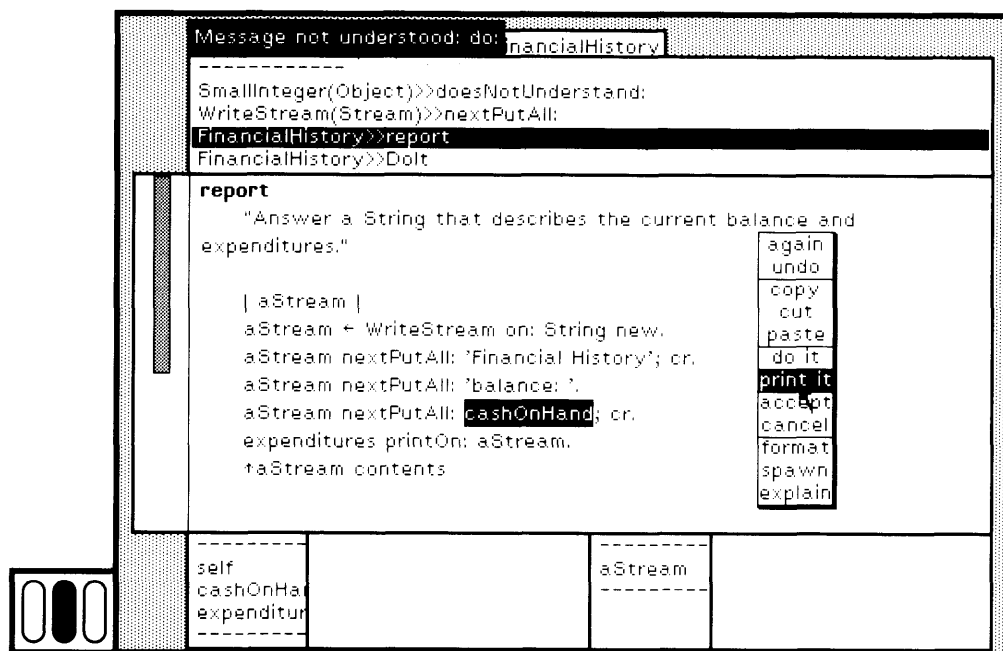 Message not understood: do:
nancialHistory
------------
SmallInteger(Object)>>doesNotUnderstand:
WriteStream(Stream)>>nextPutAll:
FinancialHistory>>report
FinancialHistory>>DoIt
report
"Answer a String that describes the current balance and
expenditures."
| aStream |
aStream ← WriteStream on: String new.
aStream nextPutAll: 'Financial History'; cr.
aStream nextPutAll: 'balance: '.
aStream nextPutAll: cashOnHand; cr.
expenditures printOn: aStream.
↑aStream contents
again
undo
copy
cut
paste
do it
print it
accept
cancel
format
spawn
explain
---------
self
cashOnHa
expenditur
---------
---------
aStream
---------